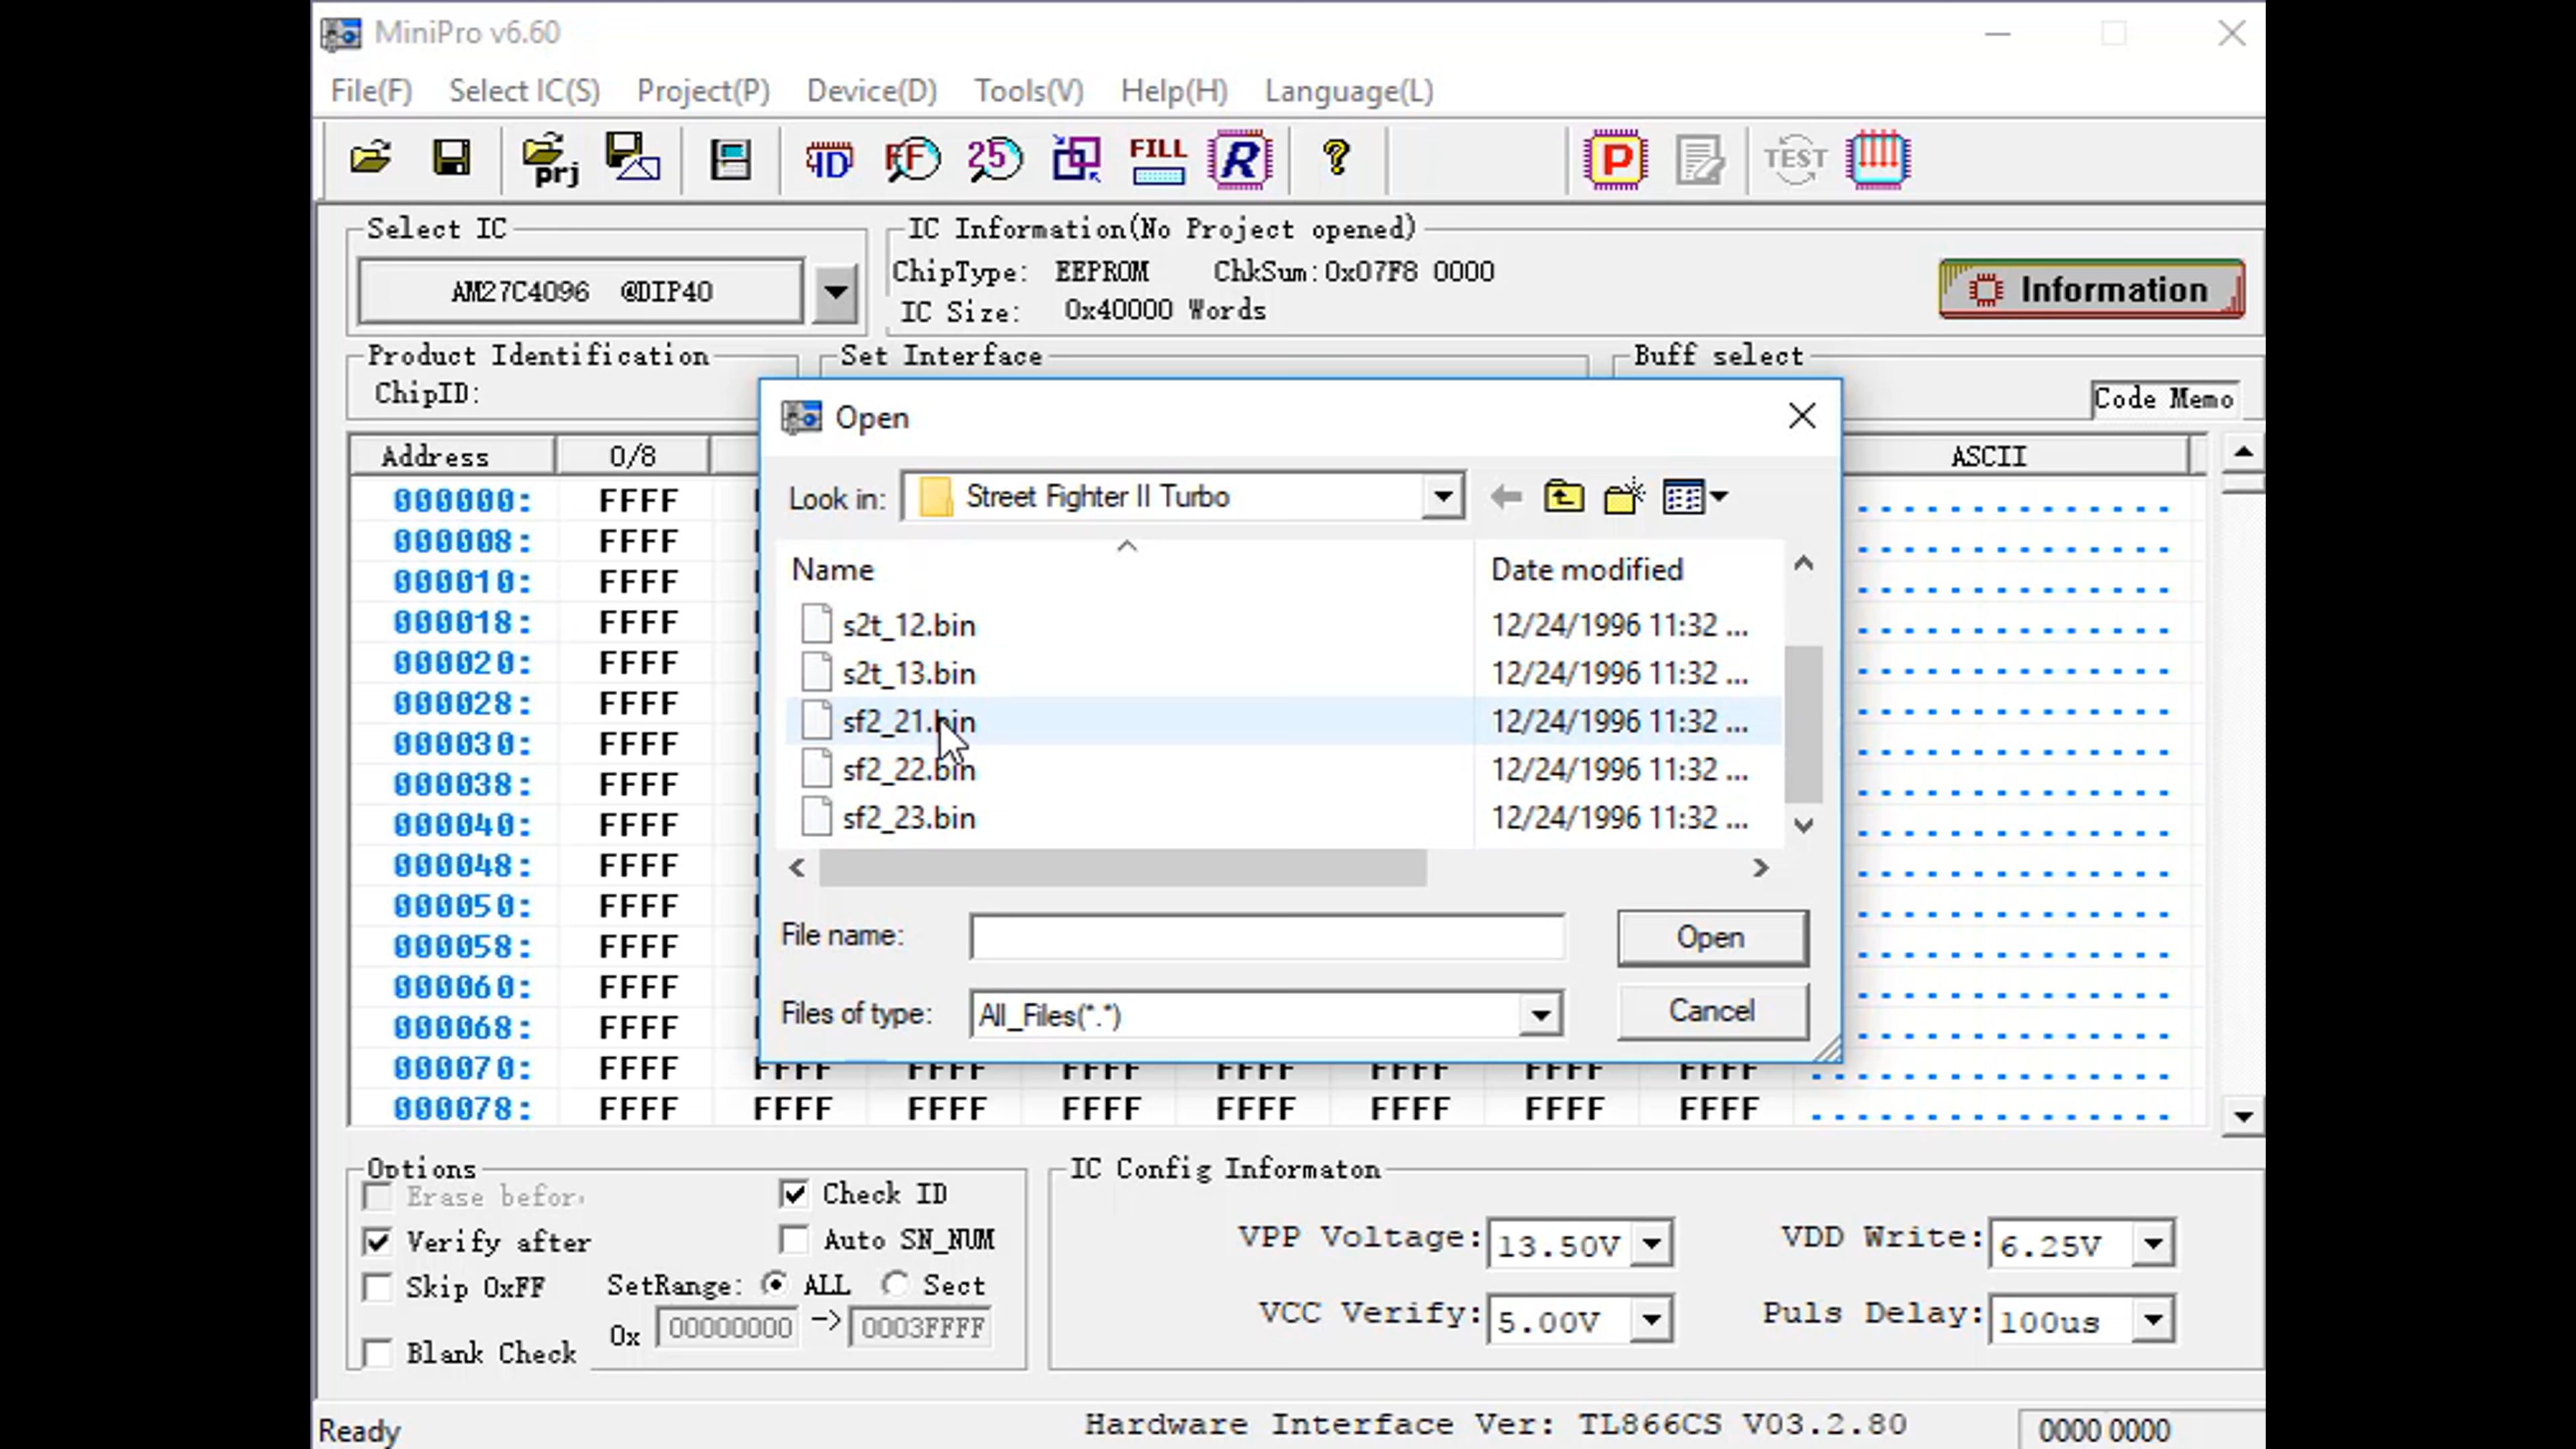 MiniPro v6.60
File(F) Select IC(S) Project(P) Device(D) Tools(V) Help(H) Language(L)
prj ID FF 25 FILL R ? P TEST
Select IC
AM27C4096 @DIP40
IC Information(No Project opened)
ChipType: EEPROM ChkSum:0x07F8 0000
IC Size: 0x40000 Words
Information
Product Identification
ChipID:
Set Interface
Buff select
Code Memo
Open
Look in: Street Fighter II Turbo
Name Date modified
s2t_12.bin 12/24/1996 11:32 ...
s2t_13.bin 12/24/1996 11:32 ...
sf2_21.bin 12/24/1996 11:32 ...
sf2_22.bin 12/24/1996 11:32 ...
sf2_23.bin 12/24/1996 11:32 ...
File name: Open
Files of type: All_Files(*.*) Cancel
Address 0/8 ASCII
000000: FFFF
000008: FFFF
000010: FFFF
000018: FFFF
000020: FFFF
000028: FFFF
000030: FFFF
000038: FFFF
000040: FFFF
000048: FFFF
000050: FFFF
000058: FFFF
000060: FFFF
000068: FFFF
000070: FFFF FFFF FFFF FFFF FFFF FFFF FFFF FFFF
000078: FFFF FFFF FFFF FFFF FFFF FFFF FFFF FFFF
Options
Erase befor
Check ID
Verify after
Auto SN_NUM
Skip 0xFF
SetRange: ALL Sect
0x 00000000 -> 0003FFFF
Blank Check
IC Config Informaton
VPP Voltage: 13.50V VDD Write: 6.25V
VCC Verify: 5.00V Puls Delay: 100us
Ready Hardware Interface Ver: TL866CS V03.2.80 0000 0000